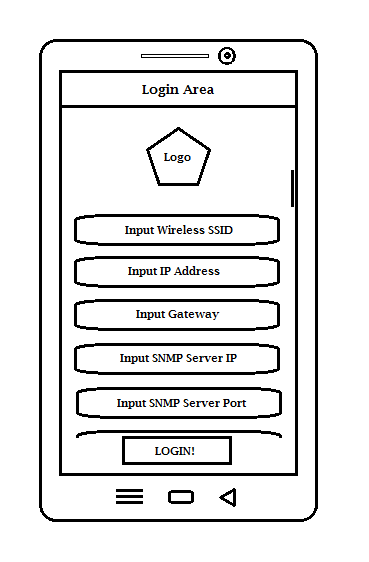 Login Area
Logo
Input Wireless SSID
Input IP Address
Input Gateway
Input SNMP Server IP
Input SNMP Server Port
LOGIN!